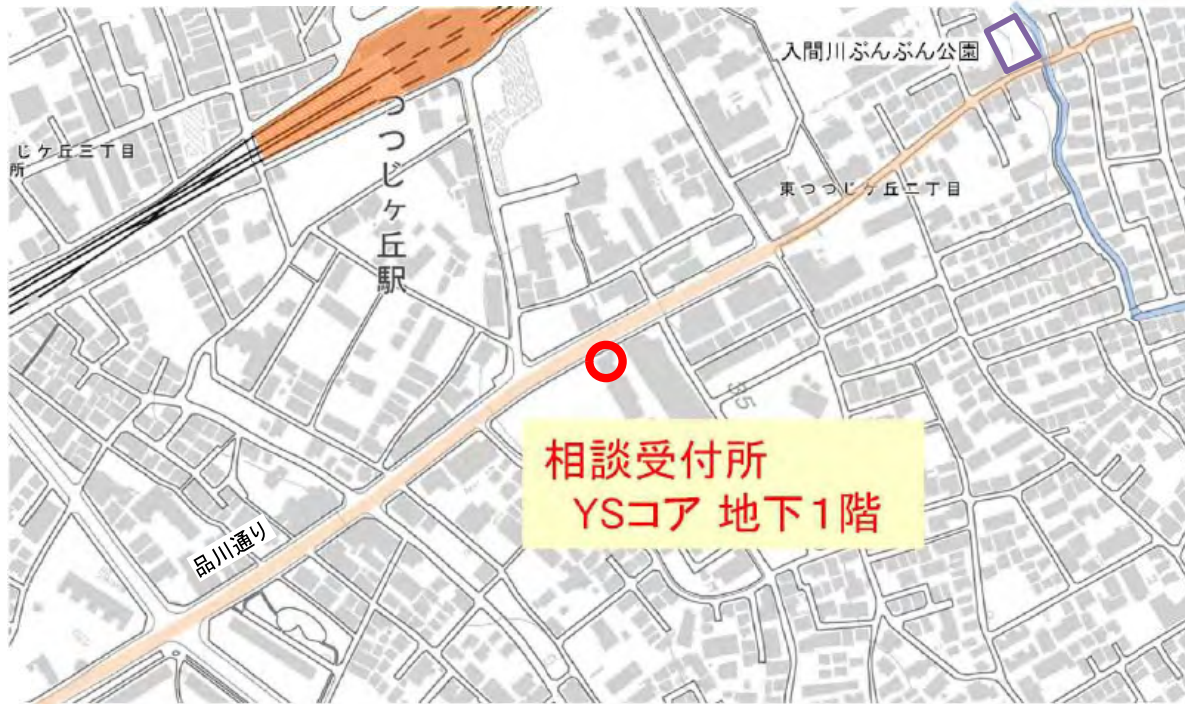 入間川ぶんぶん公園
つつじヶ丘駅
じケ丘三丁目
所
東つつじケ丘二丁目
35
相談受付所
YSコア 地下1階
品川通り